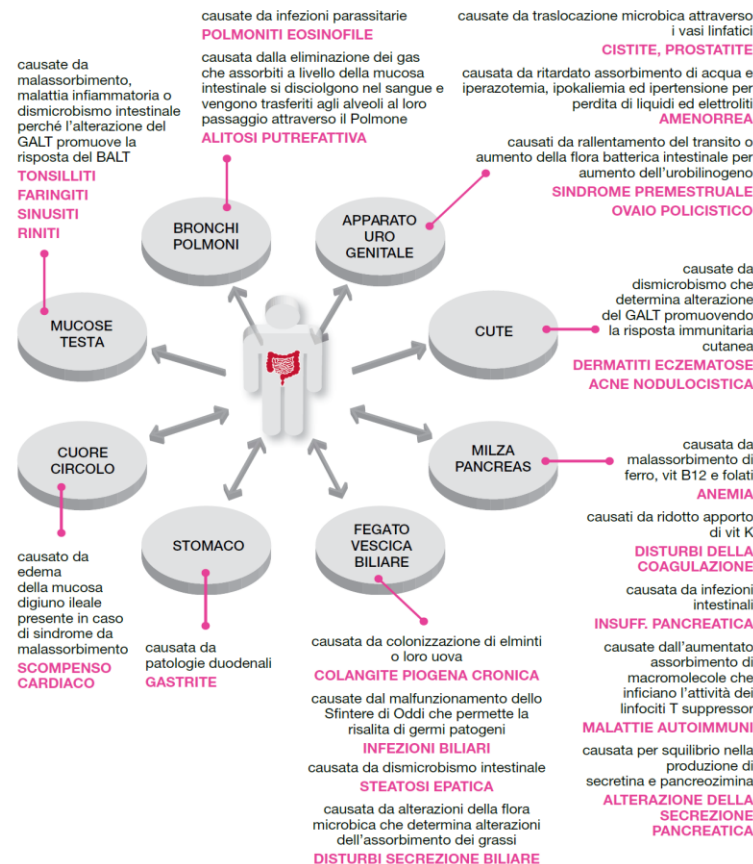 causate da infezioni parassitarie
POLMONITI EOSINOFILE
causata dalla eliminazione dei gas
che assorbiti a livello della mucosa
intestinale si disciolgono nel sangue e
vengono trasferiti agli alveoli al loro
passaggio attraverso il Polmone
ALITOSI PUTREFATTIVA
causate da traslocazione microbica attraverso
i vasi linfatici
CISTITE, PROSTATITE
causata da ritardato assorbimento di acqua e
iperazotemia, ipokaliemia ed ipertensione per
perdita di liquidi ed elettroliti
AMENORREA
causati da rallentamento del transito o
aumento della flora batterica intestinale per
aumento dell'urobilinogeno
SINDROME PREMESTRUALE
OVAIO POLICISTICO
causate da
malassorbimento,
malattia infiammatoria o
dismicrobismo intestinale
perché l'alterazione del
GALT promuove la
risposta del BALT
TONSILLITI
FARINGITI
SINUSITI
RINITI
BRONCHI
POLMONI
APPARATO
URO
GENITALE
MUCOSE
TESTA
CUTE
causate da
dismicrobismo che
determina alterazione
del GALT promuovendo
la risposta immunitaria
cutanea
DERMATITI ECZEMATOSE
ACNE NODULOCISTICA
CUORE
CIRCOLO
MILZA
PANCREAS
causata da
malassorbimento di
ferro, vit B12 e folati
ANEMIA
causati da ridotto apporto
di vit K
DISTURBI DELLA
COAGULAZIONE
causata da infezioni
intestinali
INSUFF. PANCREATICA
causate dall'aumentato
assorbimento di
macromolecole che
inficiano l'attività dei
linfociti T suppressor
MALATTIE AUTOIMMUNI
causata per squilibrio nella
produzione di
secretina e pancreozimina
ALTERAZIONE DELLA
SECREZIONE
PANCREATICA
STOMACO
FEGATO
VESCICA
BILIARE
causato da
edema
della mucosa
digiuno ileale
presente in caso
di sindrome da
malassorbimento
SCOMPENSO
CARDIACO
causata da
patologie duodenali
GASTRITE
causata da colonizzazione di elminti
o loro uova
COLANGITE PIOGENA CRONICA
causate dal malfunzionamento dello
Sfintere di Oddi che permette la
risalita di germi patogeni
INFEZIONI BILIARI
causata da dismicrobismo intestinale
STEATOSI EPATICA
causata da alterazioni della flora
microbica che determina alterazioni
dell'assorbimento dei grassi
DISTURBI SECREZIONE BILIARE